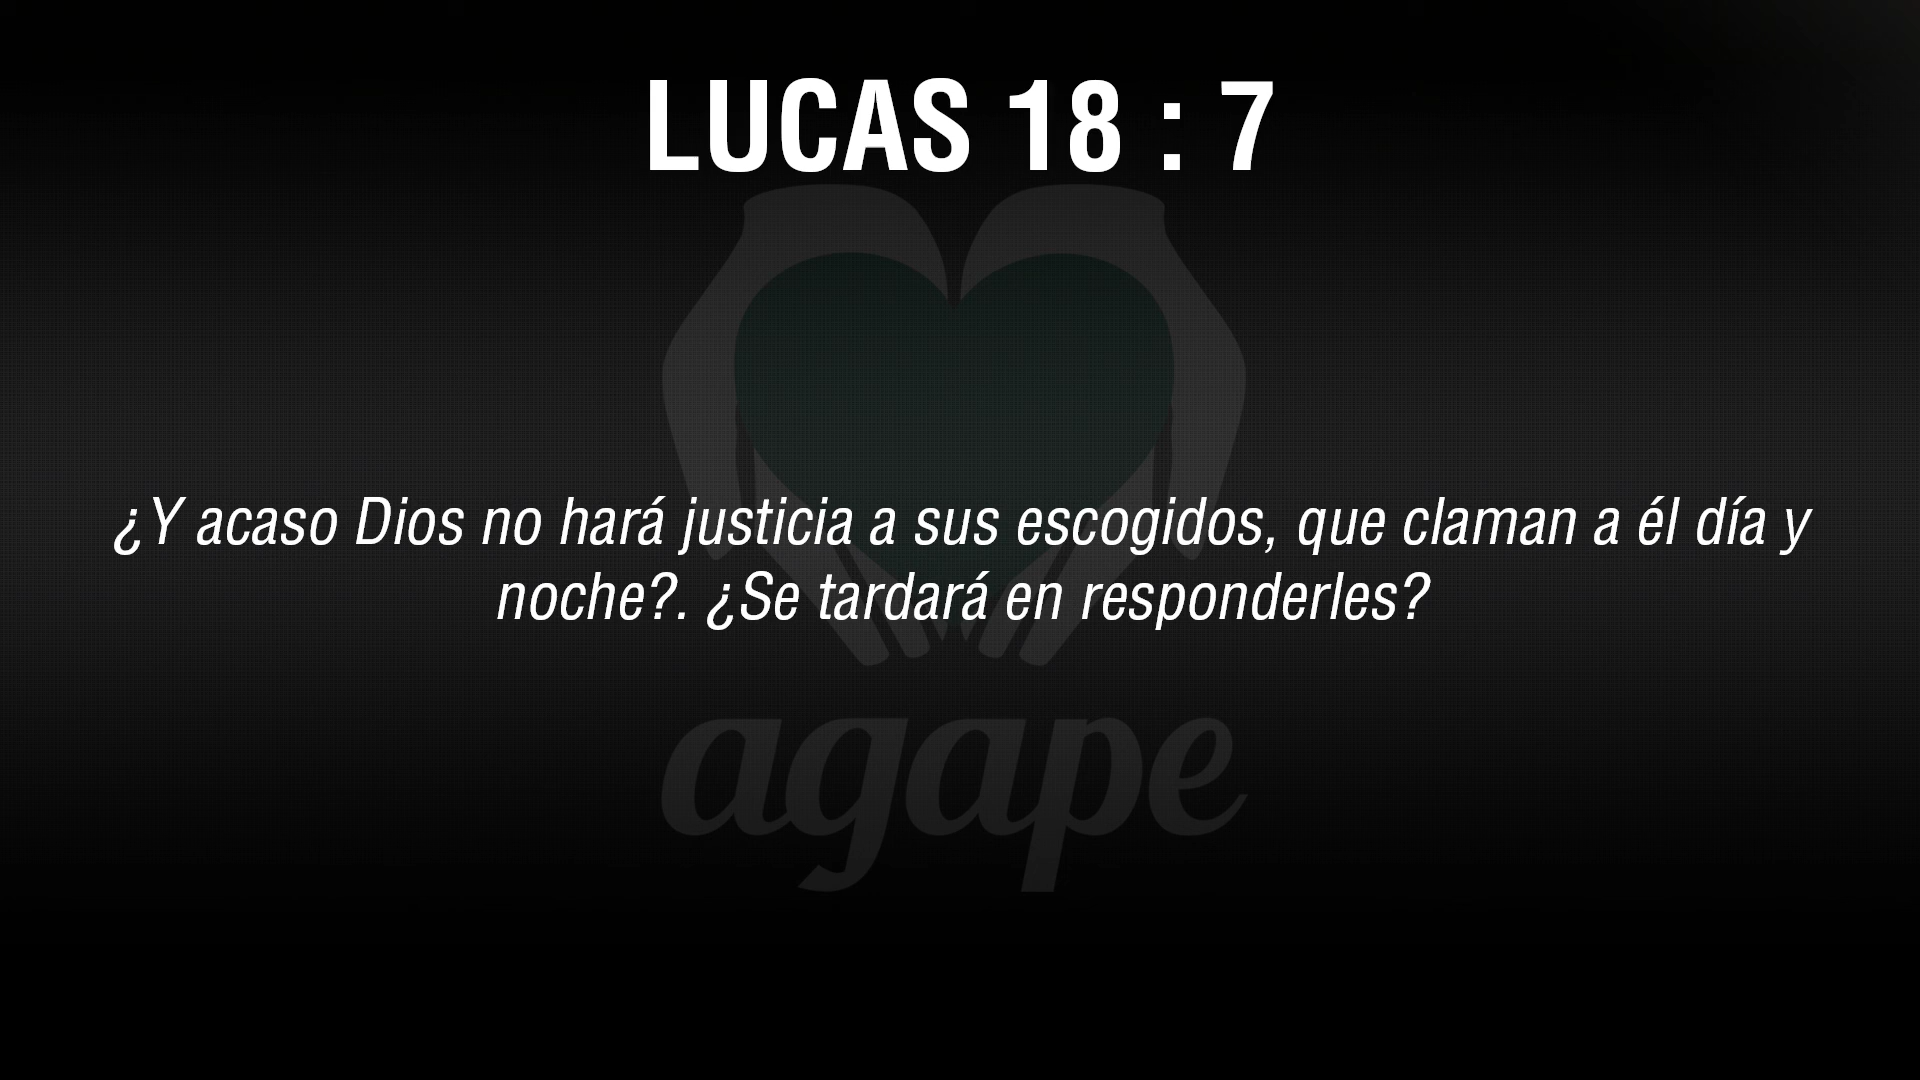 LUCAS 18 : 7
¿Y acaso Dios no hará justicia a sus escogidos, que claman a él día y
noche?. ¿Se tardará en responderles?
agape